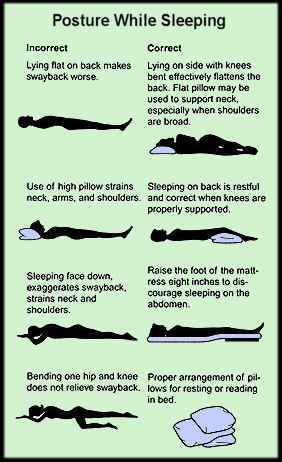 Posture While Sleeping
Incorrect
Lying flat on back makes
swayback worse.
Correct
Lying on side with knees
bent effectively flattens the
back. Flat pillow may be
used to support neck,
especially when shoulders
are broad.
Use of high pillow strains
neck, arms, and shoulders.
Sleeping on back is restful
and correct when knees are
properly supported.
Sleeping face down,
exaggerates swayback,
strains neck and
shoulders.
Raise the foot of the matt-
ress eight inches to dis-
courage sleeping on the
abdomen.
Bending one hip and knee
does not relieve swayback.
Proper arrangement of pil-
lows for resting or reading
in bed.